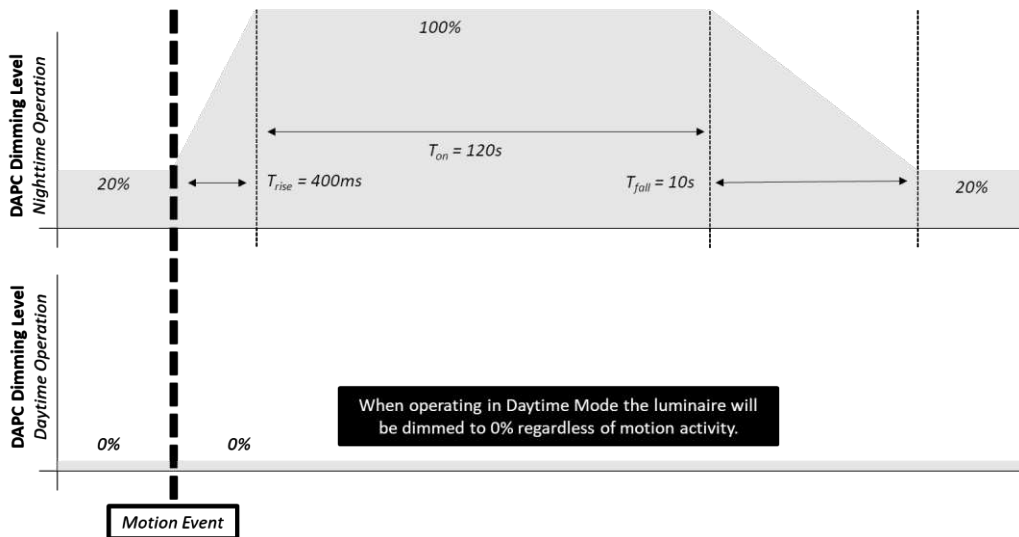 DAPC Dimming Level
Nighttime Operation
100%
T_on = 120s
20%
T_rise = 400ms
T_fall = 10s
20%
DAPC Dimming Level
Daytime Operation
When operating in Daytime Mode the luminaire will
be dimmed to 0% regardless of motion activity.
0%
0%
Motion Event